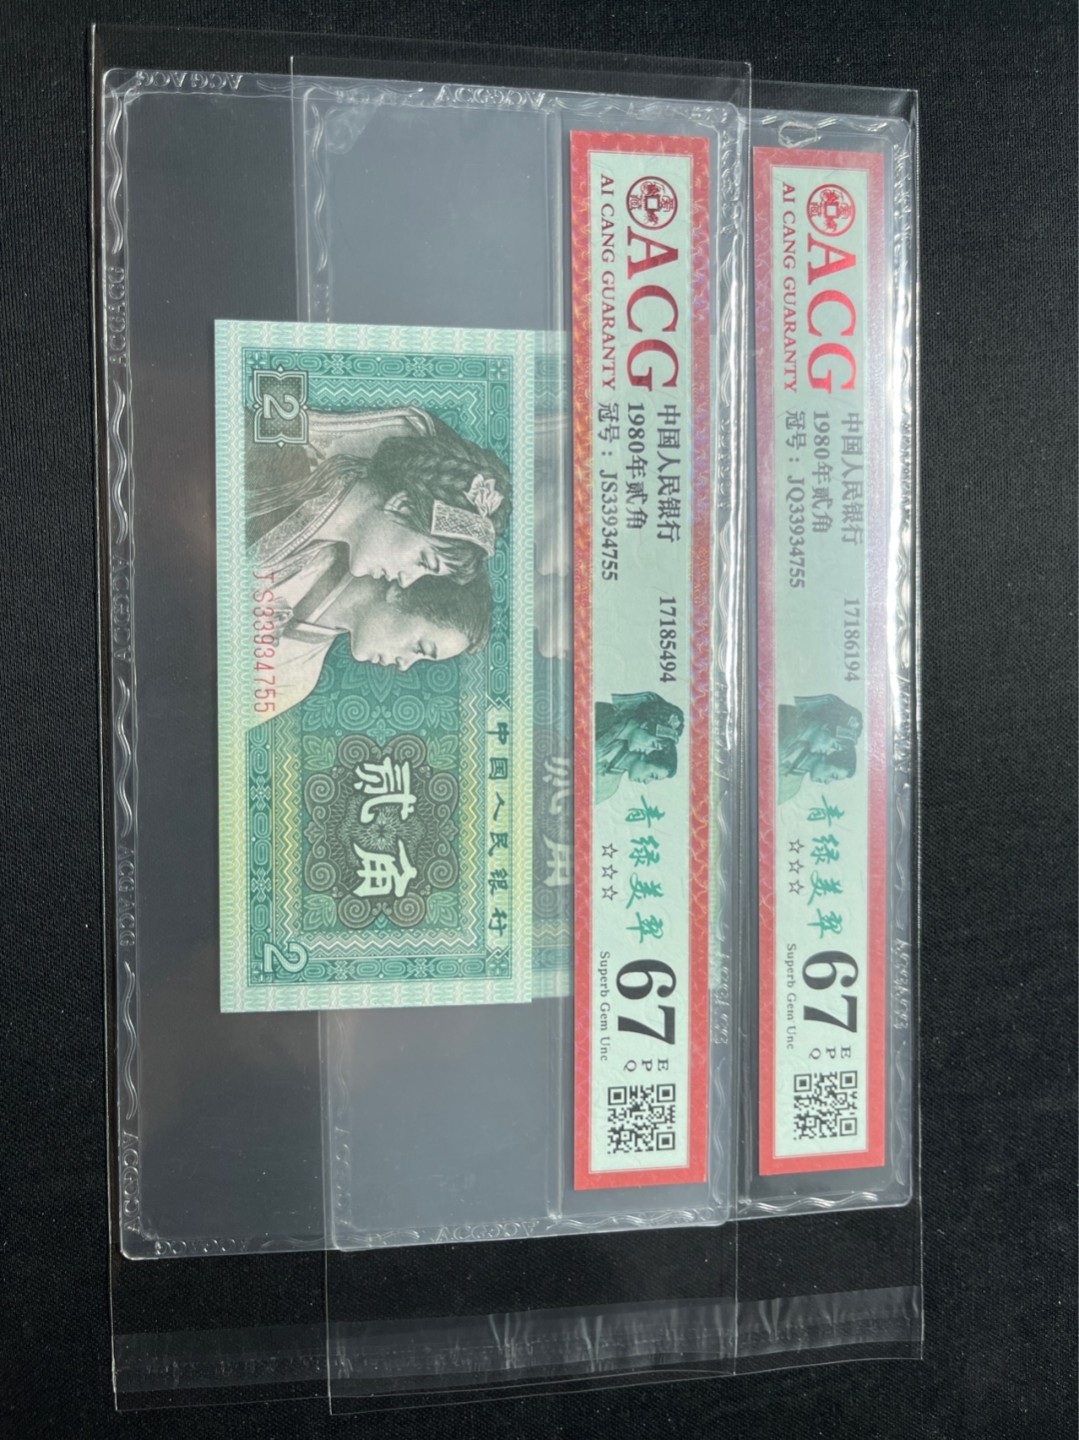 ACG
AI CANG GUARANTY
中国人民银行 17186194
1980年贰角
冠号：JQ33934755
青绿美翠
☆☆☆
67 EPQ
Superb Gem Unc
ACG
AI CANG GUARANTY
中国人民银行 17185494
1980年贰角
冠号：JS33934755
青绿美翠
☆☆☆
67 EPQ
Superb Gem Unc
中国人民银行
贰角
2
2
JS33934755
贰角